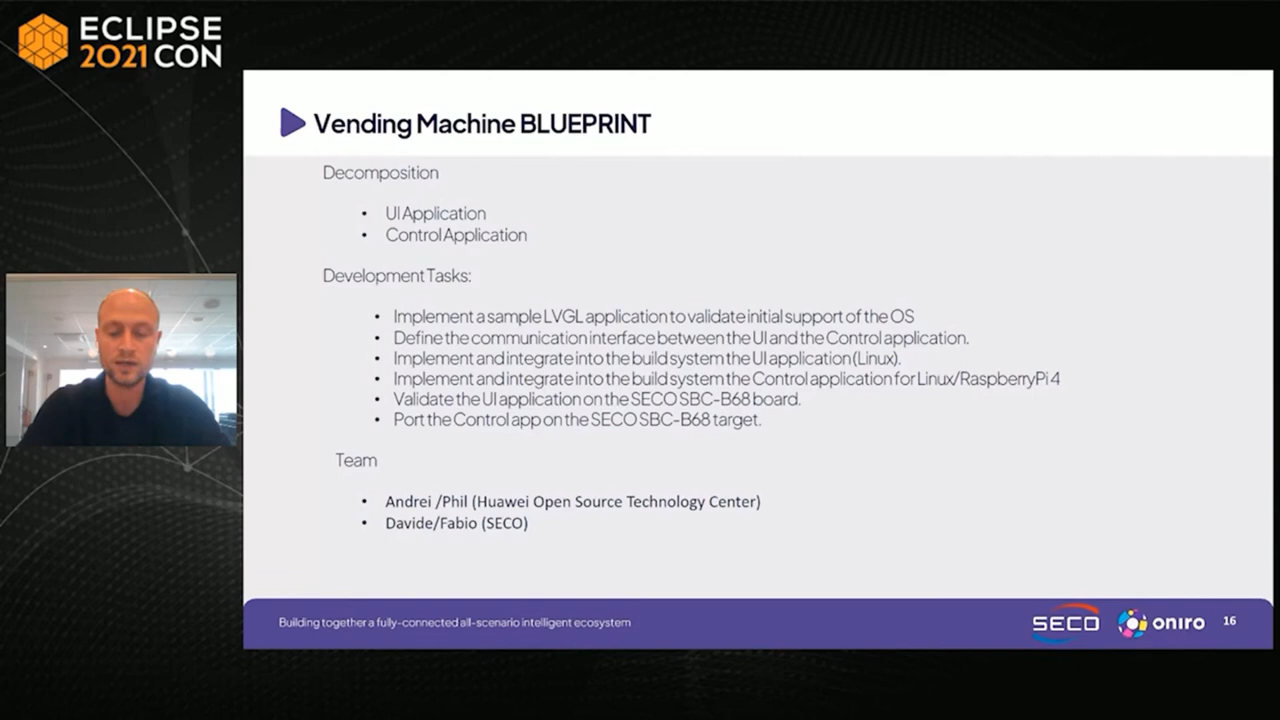 ECLIPSE
2021 CON
Vending Machine BLUEPRINT
Decomposition
• UI Application
• Control Application
Development Tasks:
• Implement a sample LVGL application to validate initial support of the OS
• Define the communication interface between the UI and the Control application.
• Implement and integrate into the build system the UI application (Linux).
• Implement and integrate into the build system the Control application for Linux/RaspberryPi 4
• Validate the UI application on the SECO SBC-B68 board.
• Port the Control app on the SECO SBC-B68 target.
Team
• Andrei /Phil (Huawei Open Source Technology Center)
• Davide/Fabio (SECO)
Building together a fully-connected all-scenario intelligent ecosystem
SECO oniro 16